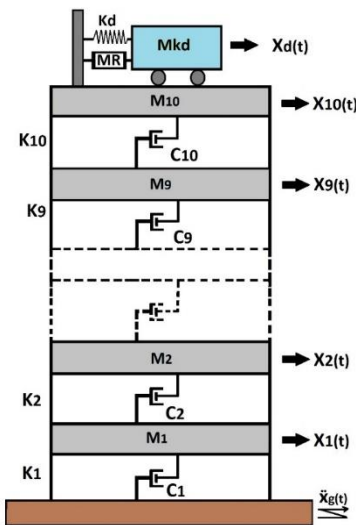 Kd
MR
Mkd
Xd(t)
M10
X10(t)
K10
C10
M9
X9(t)
K9
C9
M2
X2(t)
K2
C2
M1
X1(t)
K1
C1
ẍg(t)